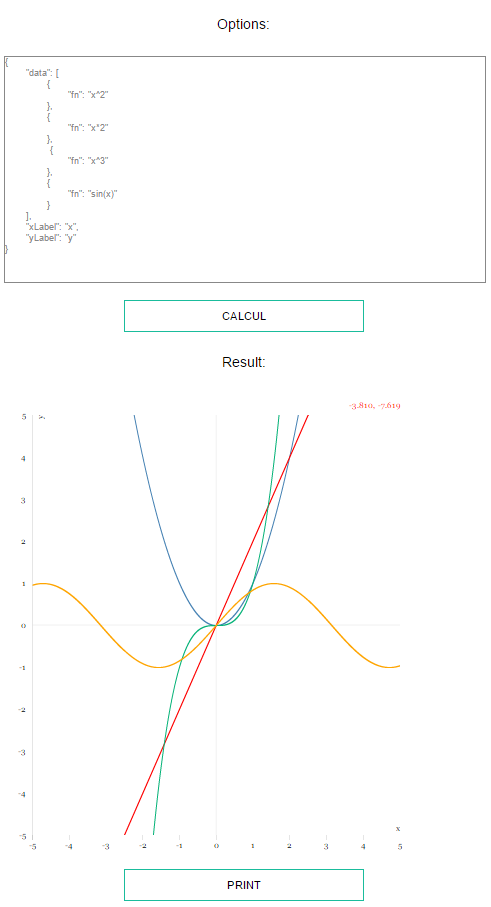 Options:
{
"data": [
{
"fn": "x^2"
},
{
"fn": "x*2"
},
{
"fn": "x^3"
},
{
"fn": "sin(x)"
}
],
"xLabel": "x",
"yLabel": "y"
}
CALCUL
Result:
-3.810, -7.619
y
5
4
3
2
1
0
-1
-2
-3
-4
-5
x
-5 -4 -3 -2 -1 0 1 2 3 4 5
PRINT